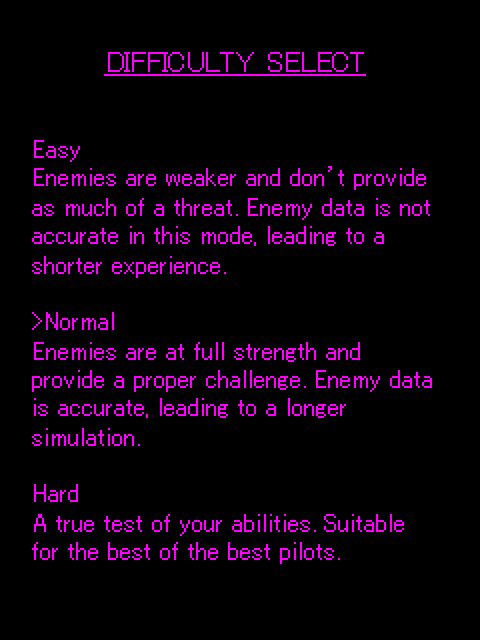 DIFFICULTY SELECT
Easy
Enemies are weaker and don't provide
as much of a threat. Enemy data is not
accurate in this mode, leading to a
shorter experience.
>Normal
Enemies are at full strength and
provide a proper challenge. Enemy data
is accurate, leading to a longer
simulation.
Hard
A true test of your abilities. Suitable
for the best of the best pilots.